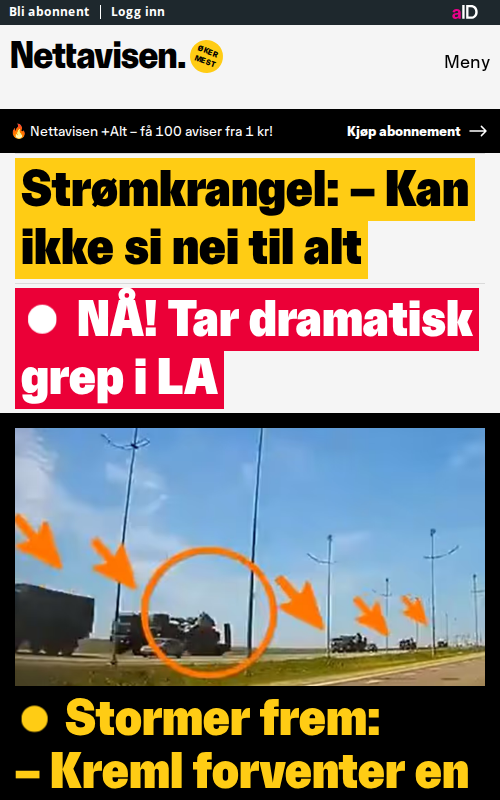 Bli abonnent | Logg inn
aID
Nettavisen.
ØKER
MEST
Meny
🔥 Nettavisen +Alt – få 100 aviser fra 1 kr!
Kjøp abonnement →
Strømkrangel: – Kan
ikke si nei til alt
NÅ! Tar dramatisk
grep i LA
Stormer frem:
– Kreml forventer en